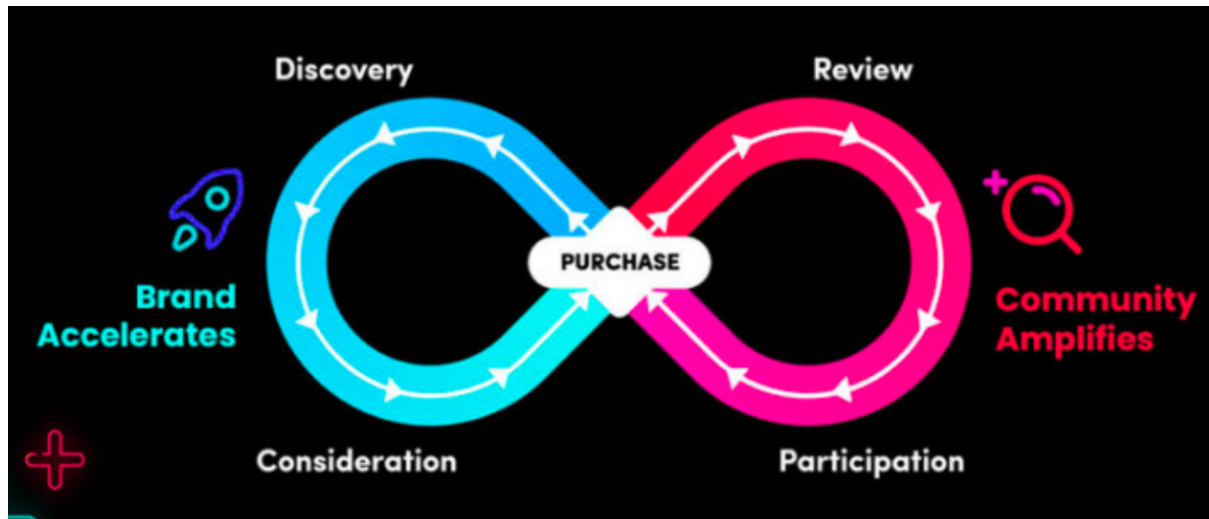 Discovery
Review
PURCHASE
Brand
Accelerates
Community
Amplifies
Consideration
Participation